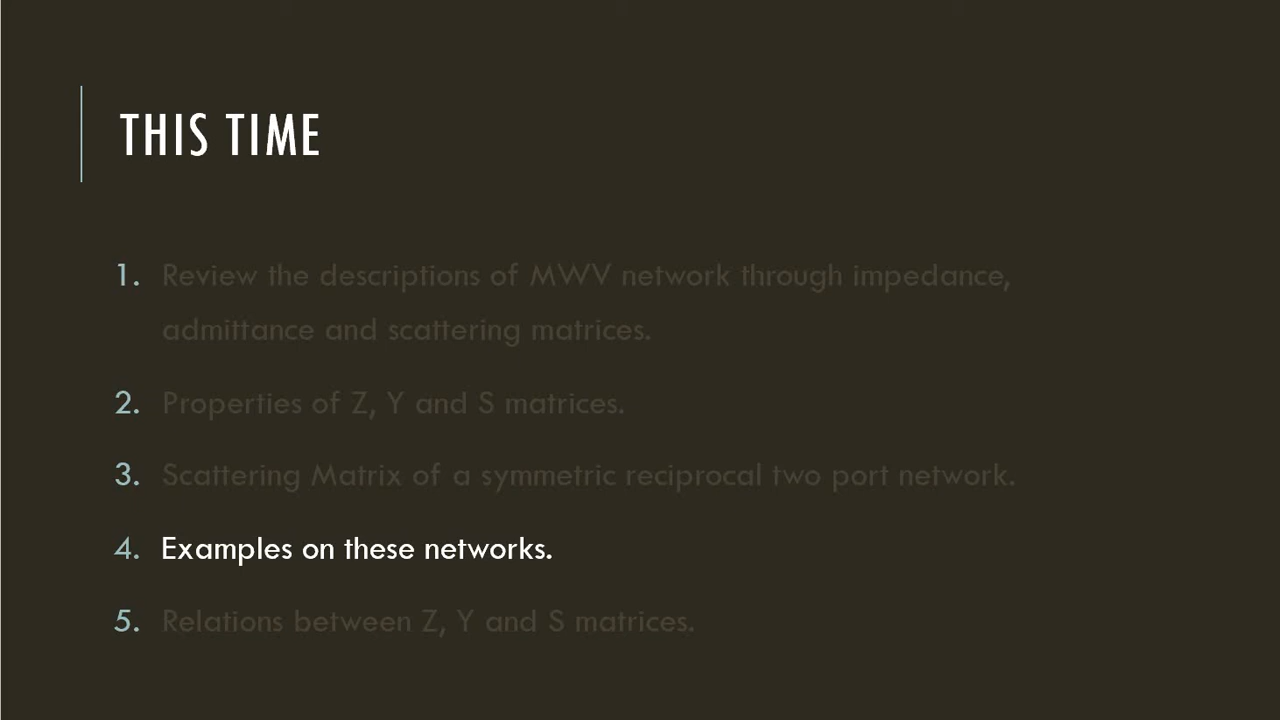 THIS TIME
1. Review the descriptions of MWV network through impedance,
admittance and scattering matrices.
2. Properties of Z, Y and S matrices.
3. Scattering Matrix of a symmetric reciprocal two port network.
4. Examples on these networks.
5. Relations between Z, Y and S matrices.